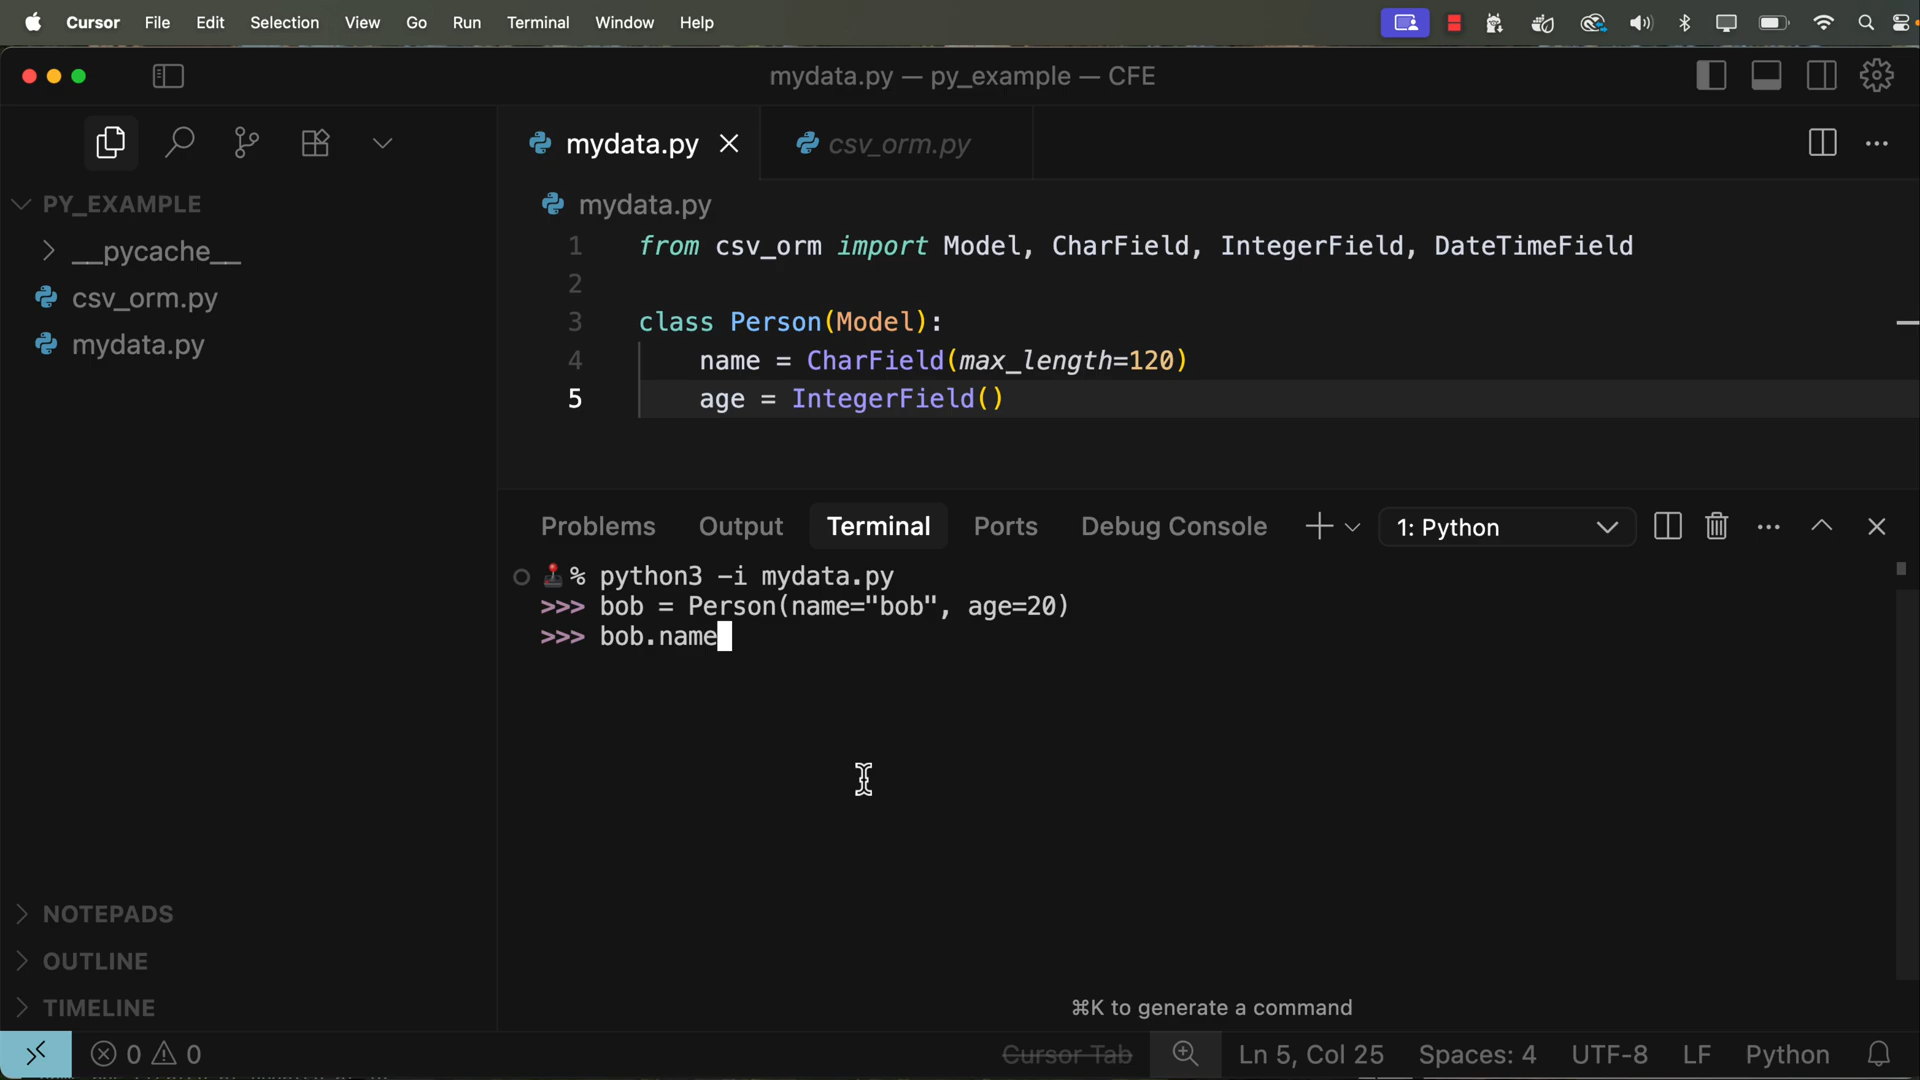 Cursor File Edit Selection View Go Run Terminal Window Help
mydata.py — py_example — CFE
mydata.py csv_orm.py
PY_EXAMPLE
__pycache__
csv_orm.py
mydata.py
NOTEPADS
OUTLINE
TIMELINE
mydata.py
1 from csv_orm import Model, CharField, IntegerField, DateTimeField
2
3 class Person(Model):
4 name = CharField(max_length=120)
5 age = IntegerField()
Problems Output Terminal Ports Debug Console 1: Python
% python3 -i mydata.py
>>> bob = Person(name="bob", age=20)
>>> bob.name
⌘K to generate a command
0 0 Cursor Tab Ln 5, Col 25 Spaces: 4 UTF-8 LF Python